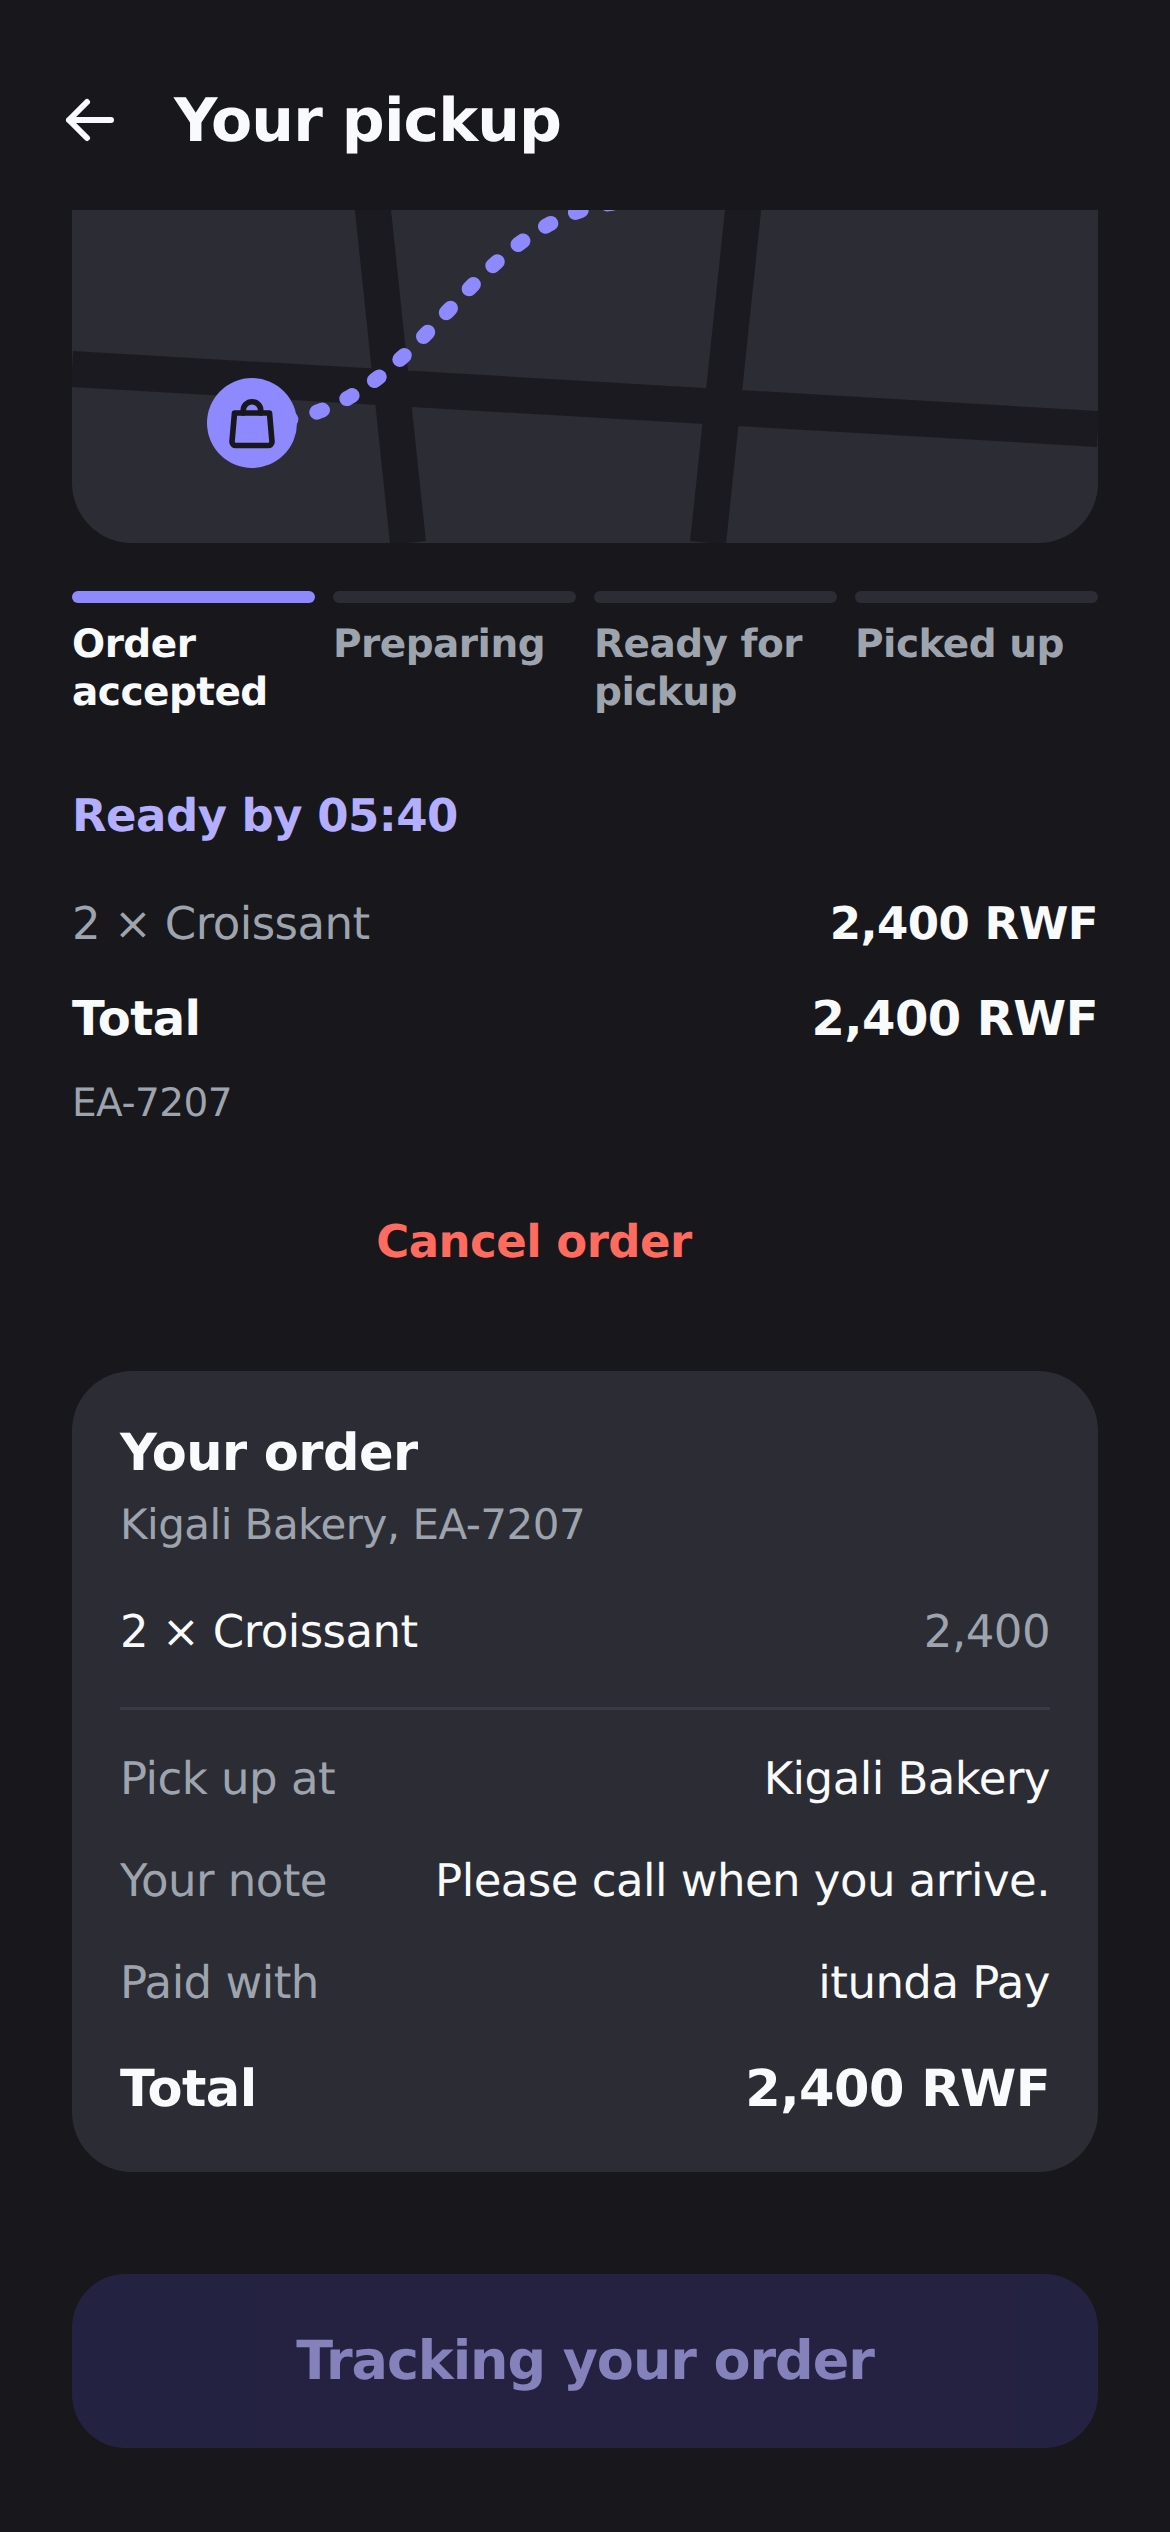 Your pickup
Order accepted
Preparing
Ready for pickup
Picked up
Ready by 05:40
2 × Croissant 2,400 RWF
Total 2,400 RWF
EA-7207
Cancel order
Your order
Kigali Bakery, EA-7207
2 × Croissant 2,400
Pick up at Kigali Bakery
Your note Please call when you arrive.
Paid with itunda Pay
Total 2,400 RWF
Tracking your order